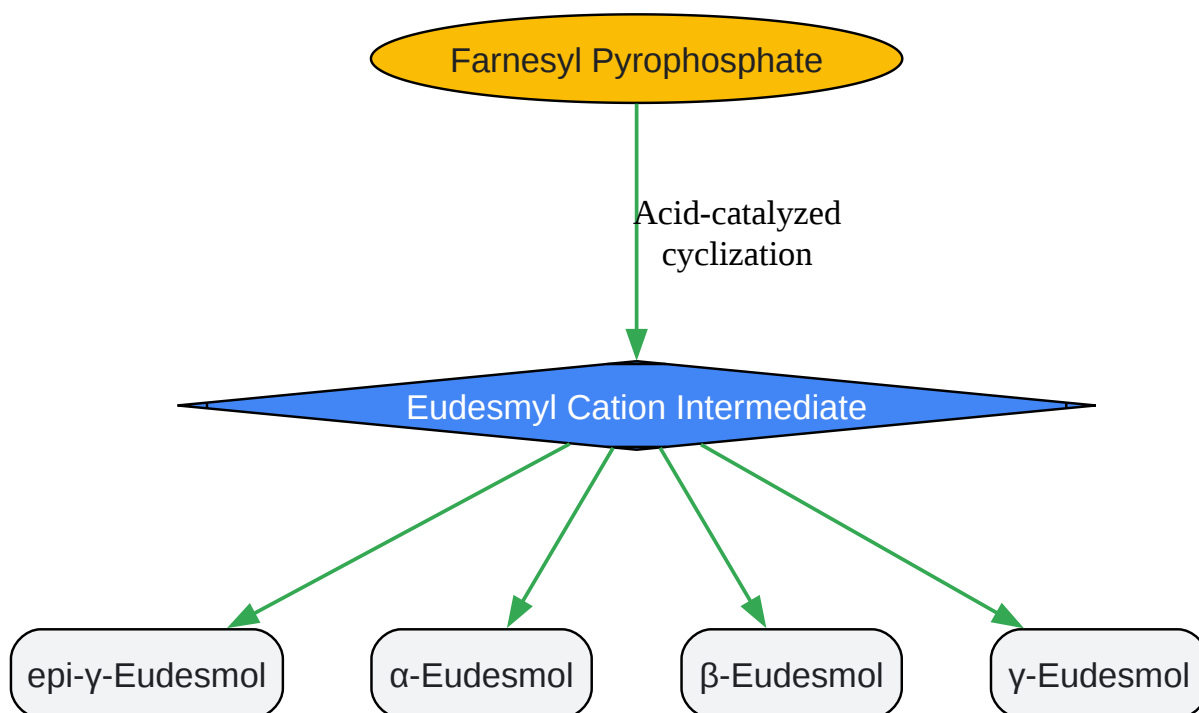 Farnesyl Pyrophosphate
Acid-catalyzed
cyclization
Eudesmyl Cation Intermediate
epi-γ-Eudesmol
α-Eudesmol
β-Eudesmol
γ-Eudesmol